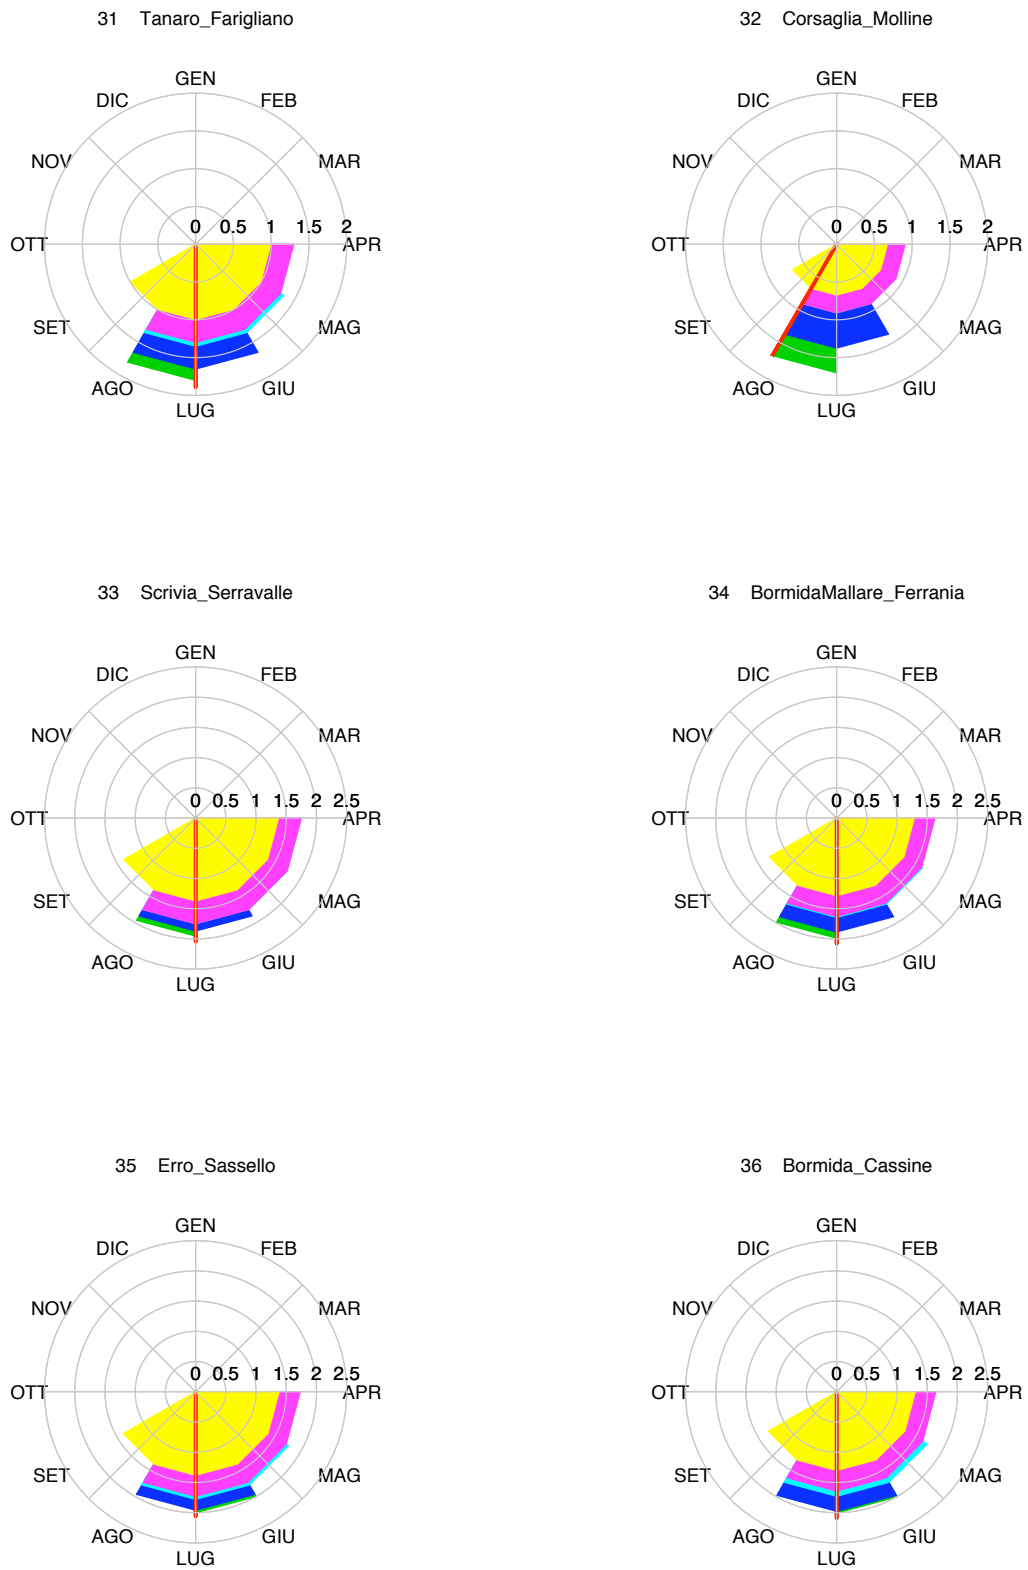 31 Tanaro_Farigliano
32 Corsaglia_Molline
GEN
GEN
DIC
FEB
DIC
FEB
NOV
MAR
NOV
MAR
0 0.5 1 1.5 2
0 0.5 1 1.5 2
OTT
APR
OTT
APR
SET
MAG
SET
MAG
AGO
GIU
AGO
GIU
LUG
LUG
33 Scrivia_Serravalle
34 BormidaMallare_Ferrania
GEN
GEN
DIC
FEB
DIC
FEB
NOV
MAR
NOV
MAR
0 0.5 1 1.5 2 2.5
0 0.5 1 1.5 2 2.5
OTT
APR
OTT
APR
SET
MAG
SET
MAG
AGO
GIU
AGO
GIU
LUG
LUG
35 Erro_Sassello
36 Bormida_Cassine
GEN
GEN
DIC
FEB
DIC
FEB
NOV
MAR
NOV
MAR
0 0.5 1 1.5 2 2.5
0 0.5 1 1.5 2 2.5
OTT
APR
OTT
APR
SET
MAG
SET
MAG
AGO
GIU
AGO
GIU
LUG
LUG